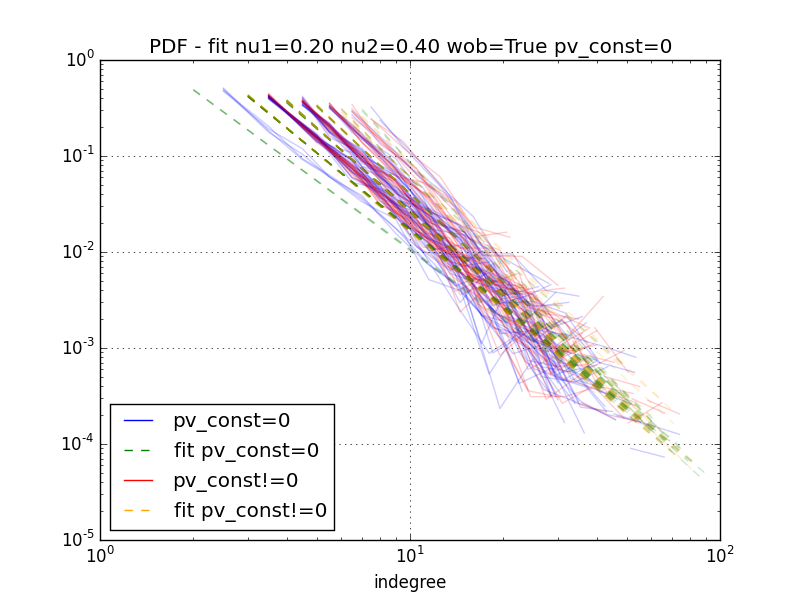 PDF - fit nu1=0.20 nu2=0.40 wob=True pv_const=0
10^0
10^-1
10^-2
10^-3
10^-4
10^-5
pv_const=0
fit pv_const=0
pv_const!=0
fit pv_const!=0
10^0
10^1
10^2
indegree